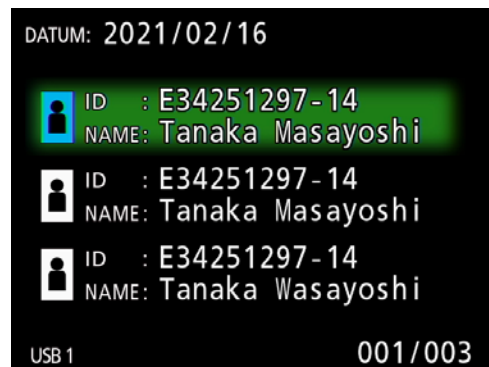 DATUM: 2021/02/16
ID : E34251297-14
NAME: Tanaka Masayoshi
ID : E34251297-14
NAME: Tanaka Masayoshi
ID : E34251297-14
NAME: Tanaka Wasayoshi
USB 1 001/003